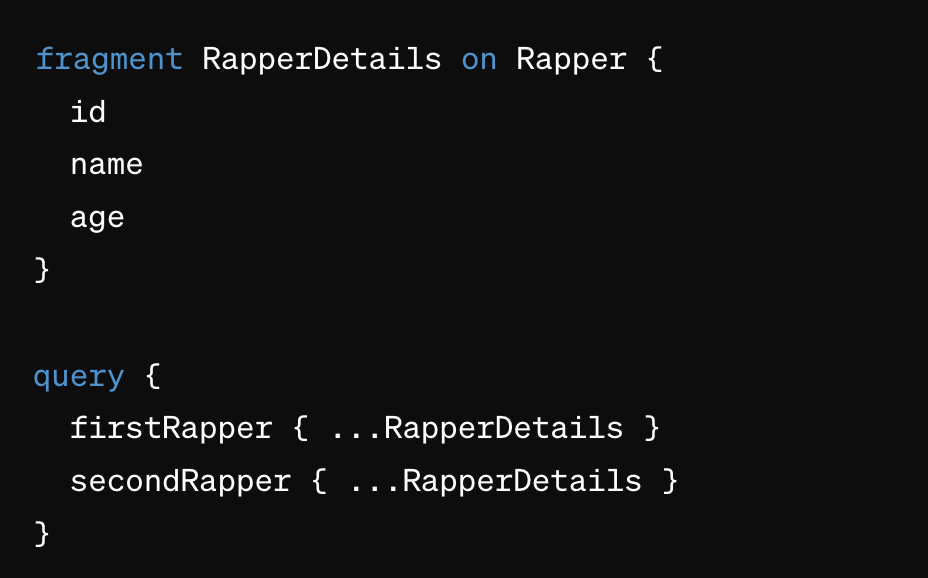 fragment RapperDetails on Rapper {
  id
  name
  age
}
query {
  firstRapper { ...RapperDetails }
  secondRapper { ...RapperDetails }
}